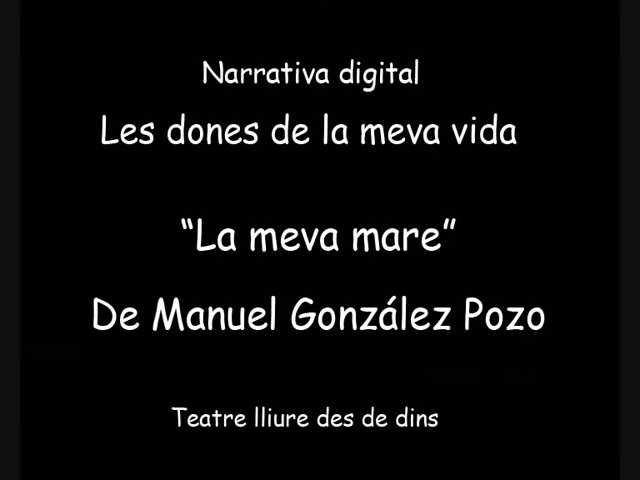 Narrativa digital
Les dones de la meva vida
“La meva mare”
De Manuel González Pozo
Teatre lliure des de dins